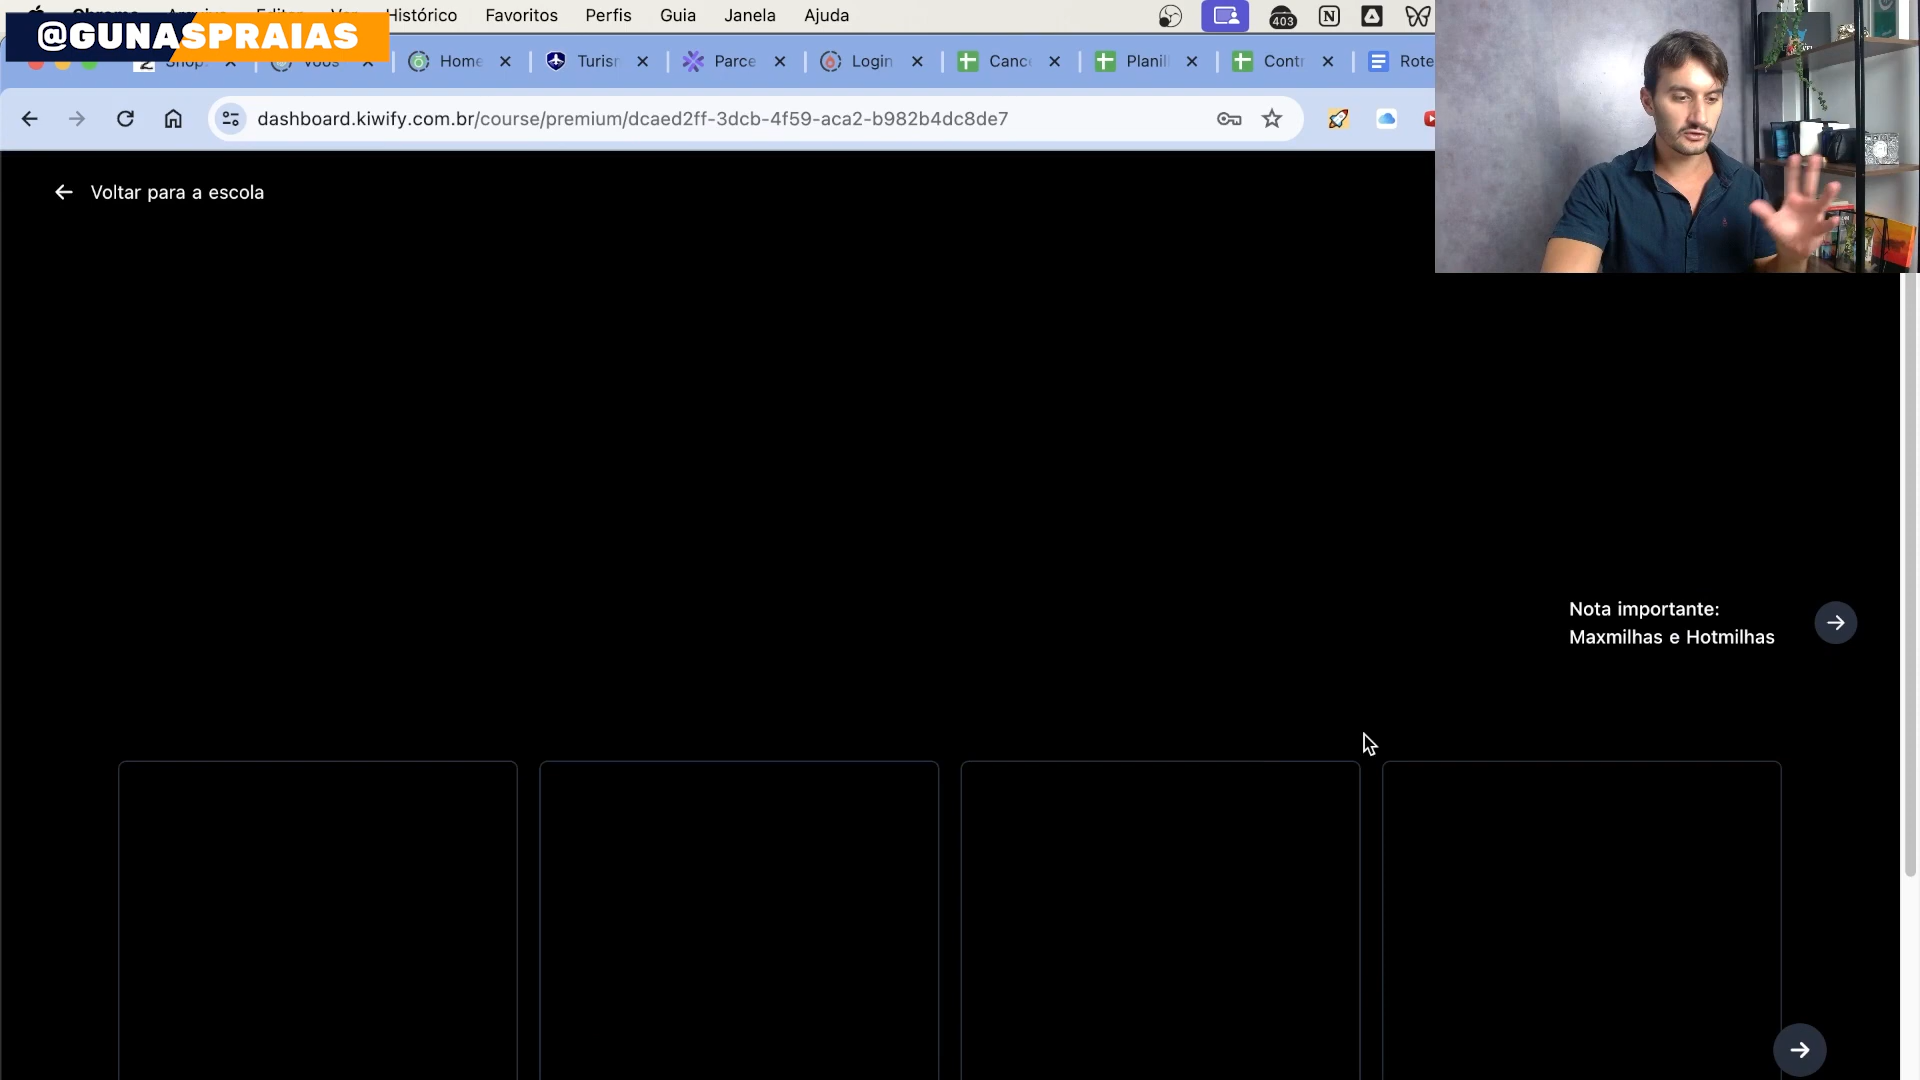 Histórico Favoritos Perfis Guia Janela Ajuda
403
@GUNASPRAIAS
Home
Turisr
Parce
Login
Canc
Planil
Contr
Rote
dashboard.kiwify.com.br/course/premium/dcaed2ff-3dcb-4f59-aca2-b982b4dc8de7
Voltar para a escola
Nota importante:
Maxmilhas e Hotmilhas